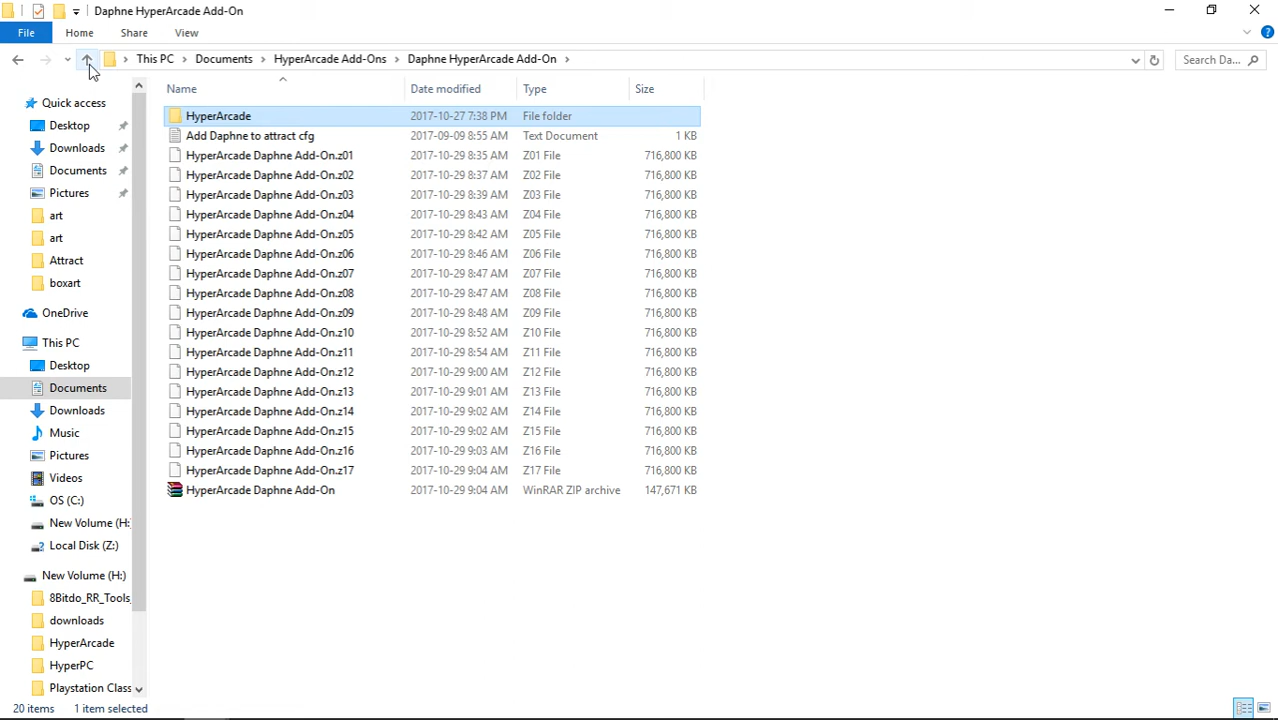 Daphne HyperArcade Add-On
File Home Share View
This PC Documents HyperArcade Add-Ons Daphne HyperArcade Add-On Search Da...
Name Date modified Type Size
Quick access
Desktop
Downloads
Documents
Pictures
art
art
Attract
boxart
OneDrive
This PC
Desktop
Documents
Downloads
Music
Pictures
Videos
OS (C:)
New Volume (H:
Local Disk (Z:)
New Volume (H:)
8Bitdo_RR_Tools_
downloads
HyperArcade
HyperPC
Playstation Class
HyperArcade 2017-10-27 7:38 PM File folder
Add Daphne to attract cfg 2017-09-09 8:55 AM Text Document 1 KB
HyperArcade Daphne Add-On.z01 2017-10-29 8:35 AM Z01 File 716,800 KB
HyperArcade Daphne Add-On.z02 2017-10-29 8:37 AM Z02 File 716,800 KB
HyperArcade Daphne Add-On.z03 2017-10-29 8:39 AM Z03 File 716,800 KB
HyperArcade Daphne Add-On.z04 2017-10-29 8:43 AM Z04 File 716,800 KB
HyperArcade Daphne Add-On.z05 2017-10-29 8:42 AM Z05 File 716,800 KB
HyperArcade Daphne Add-On.z06 2017-10-29 8:46 AM Z06 File 716,800 KB
HyperArcade Daphne Add-On.z07 2017-10-29 8:47 AM Z07 File 716,800 KB
HyperArcade Daphne Add-On.z08 2017-10-29 8:47 AM Z08 File 716,800 KB
HyperArcade Daphne Add-On.z09 2017-10-29 8:48 AM Z09 File 716,800 KB
HyperArcade Daphne Add-On.z10 2017-10-29 8:52 AM Z10 File 716,800 KB
HyperArcade Daphne Add-On.z11 2017-10-29 8:54 AM Z11 File 716,800 KB
HyperArcade Daphne Add-On.z12 2017-10-29 9:00 AM Z12 File 716,800 KB
HyperArcade Daphne Add-On.z13 2017-10-29 9:01 AM Z13 File 716,800 KB
HyperArcade Daphne Add-On.z14 2017-10-29 9:02 AM Z14 File 716,800 KB
HyperArcade Daphne Add-On.z15 2017-10-29 9:02 AM Z15 File 716,800 KB
HyperArcade Daphne Add-On.z16 2017-10-29 9:03 AM Z16 File 716,800 KB
HyperArcade Daphne Add-On.z17 2017-10-29 9:04 AM Z17 File 716,800 KB
HyperArcade Daphne Add-On 2017-10-29 9:04 AM WinRAR ZIP archive 147,671 KB
20 items 1 item selected